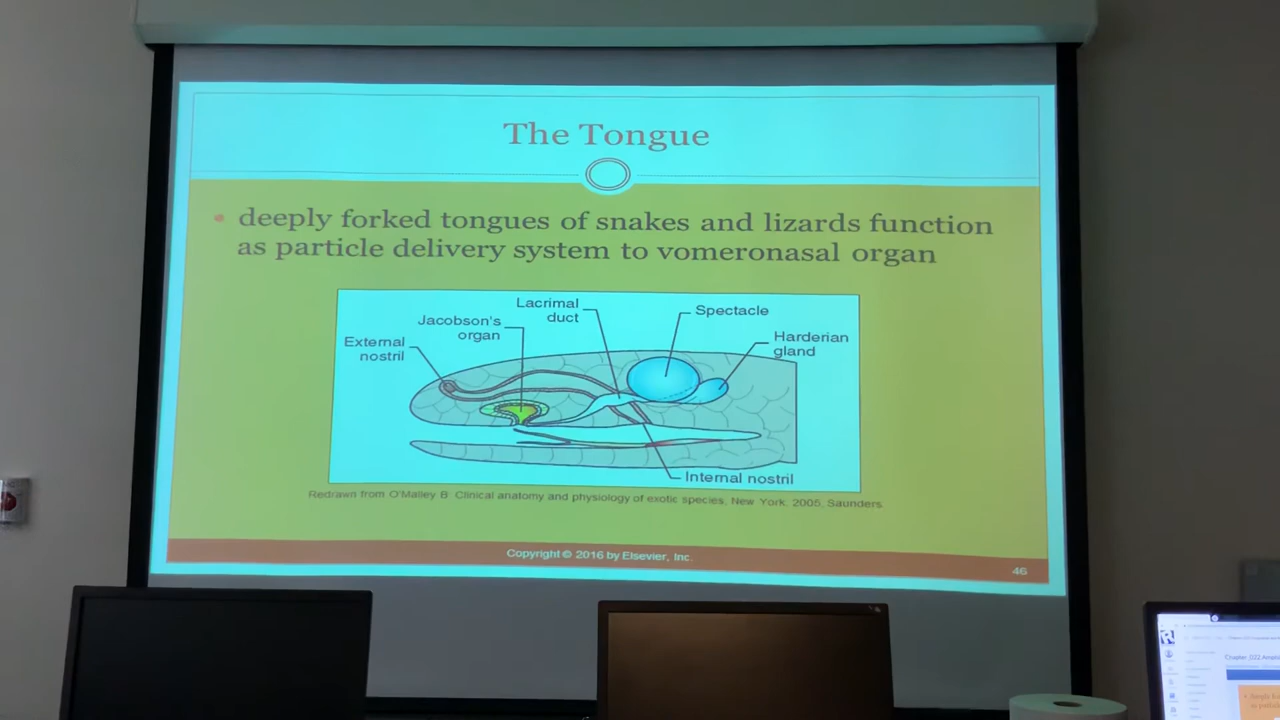 The Tongue
• deeply forked tongues of snakes and lizards function
as particle delivery system to vomeronasal organ
Lacrimal
duct
Spectacle
Jacobson's
organ
Harderian
gland
External
nostril
Internal nostril
Redrawn from O'Malley B: Clinical anatomy and physiology of exotic species, New York: 2005, Saunders
Copyright © 2016 by Elsevier, Inc.
46